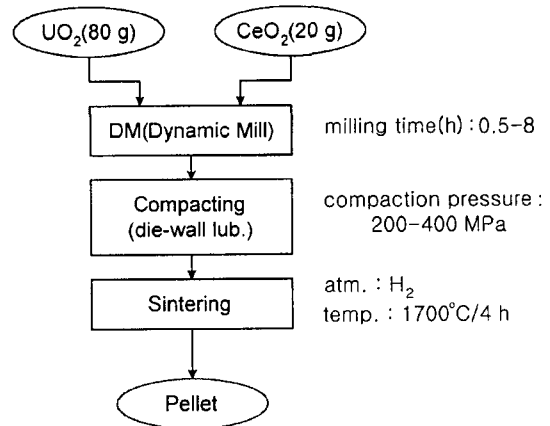 UO₂(80 g)
CeO₂(20 g)
DM(Dynamic Mill)
milling time(h) : 0.5-8
Compacting
(die-wall lub.)
compaction pressure :
200-400 MPa
Sintering
atm. : H₂
temp. : 1700°C/4 h
Pellet